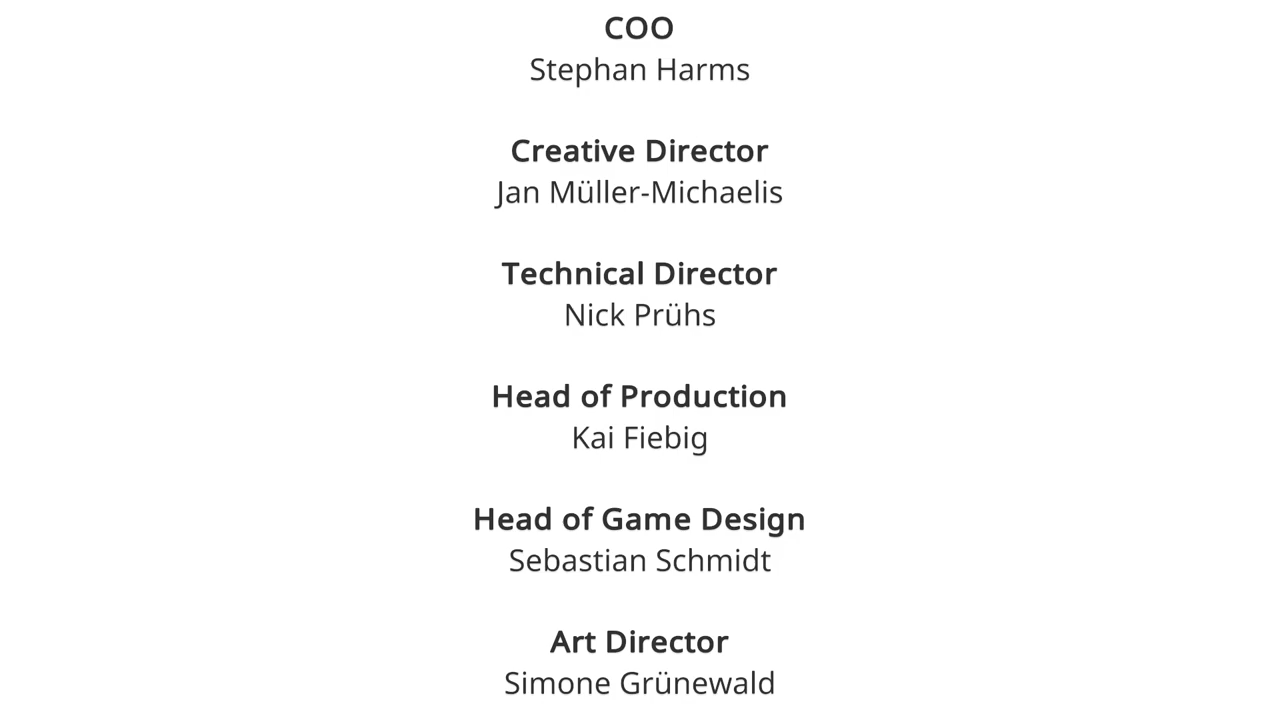 COO
Stephan Harms
Creative Director
Jan Müller-Michaelis
Technical Director
Nick Prühs
Head of Production
Kai Fiebig
Head of Game Design
Sebastian Schmidt
Art Director
Simone Grünewald